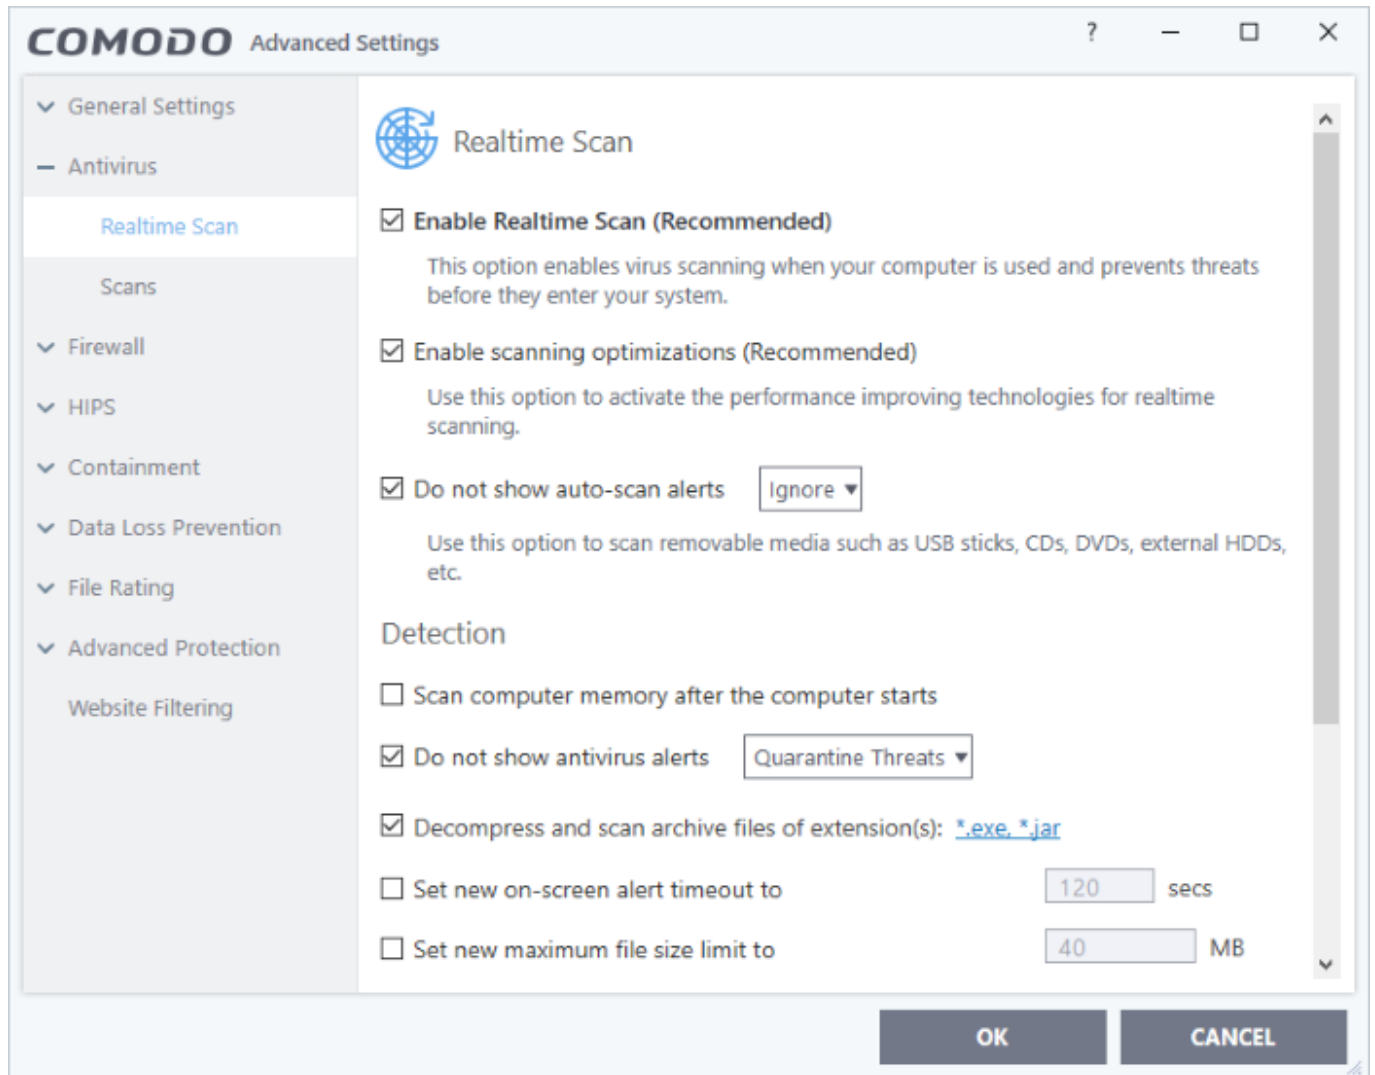 COMODO Advanced Settings
?
General Settings
Antivirus
Realtime Scan
Scans
Firewall
HIPS
Containment
Data Loss Prevention
File Rating
Advanced Protection
Website Filtering
Realtime Scan
Enable Realtime Scan (Recommended)
This option enables virus scanning when your computer is used and prevents threats
before they enter your system.
Enable scanning optimizations (Recommended)
Use this option to activate the performance improving technologies for realtime
scanning.
Do not show auto-scan alerts Ignore
Use this option to scan removable media such as USB sticks, CDs, DVDs, external HDDs,
etc.
Detection
Scan computer memory after the computer starts
Do not show antivirus alerts Quarantine Threats
Decompress and scan archive files of extension(s): *.exe, *.jar
Set new on-screen alert timeout to 120 secs
Set new maximum file size limit to 40 MB
OK CANCEL